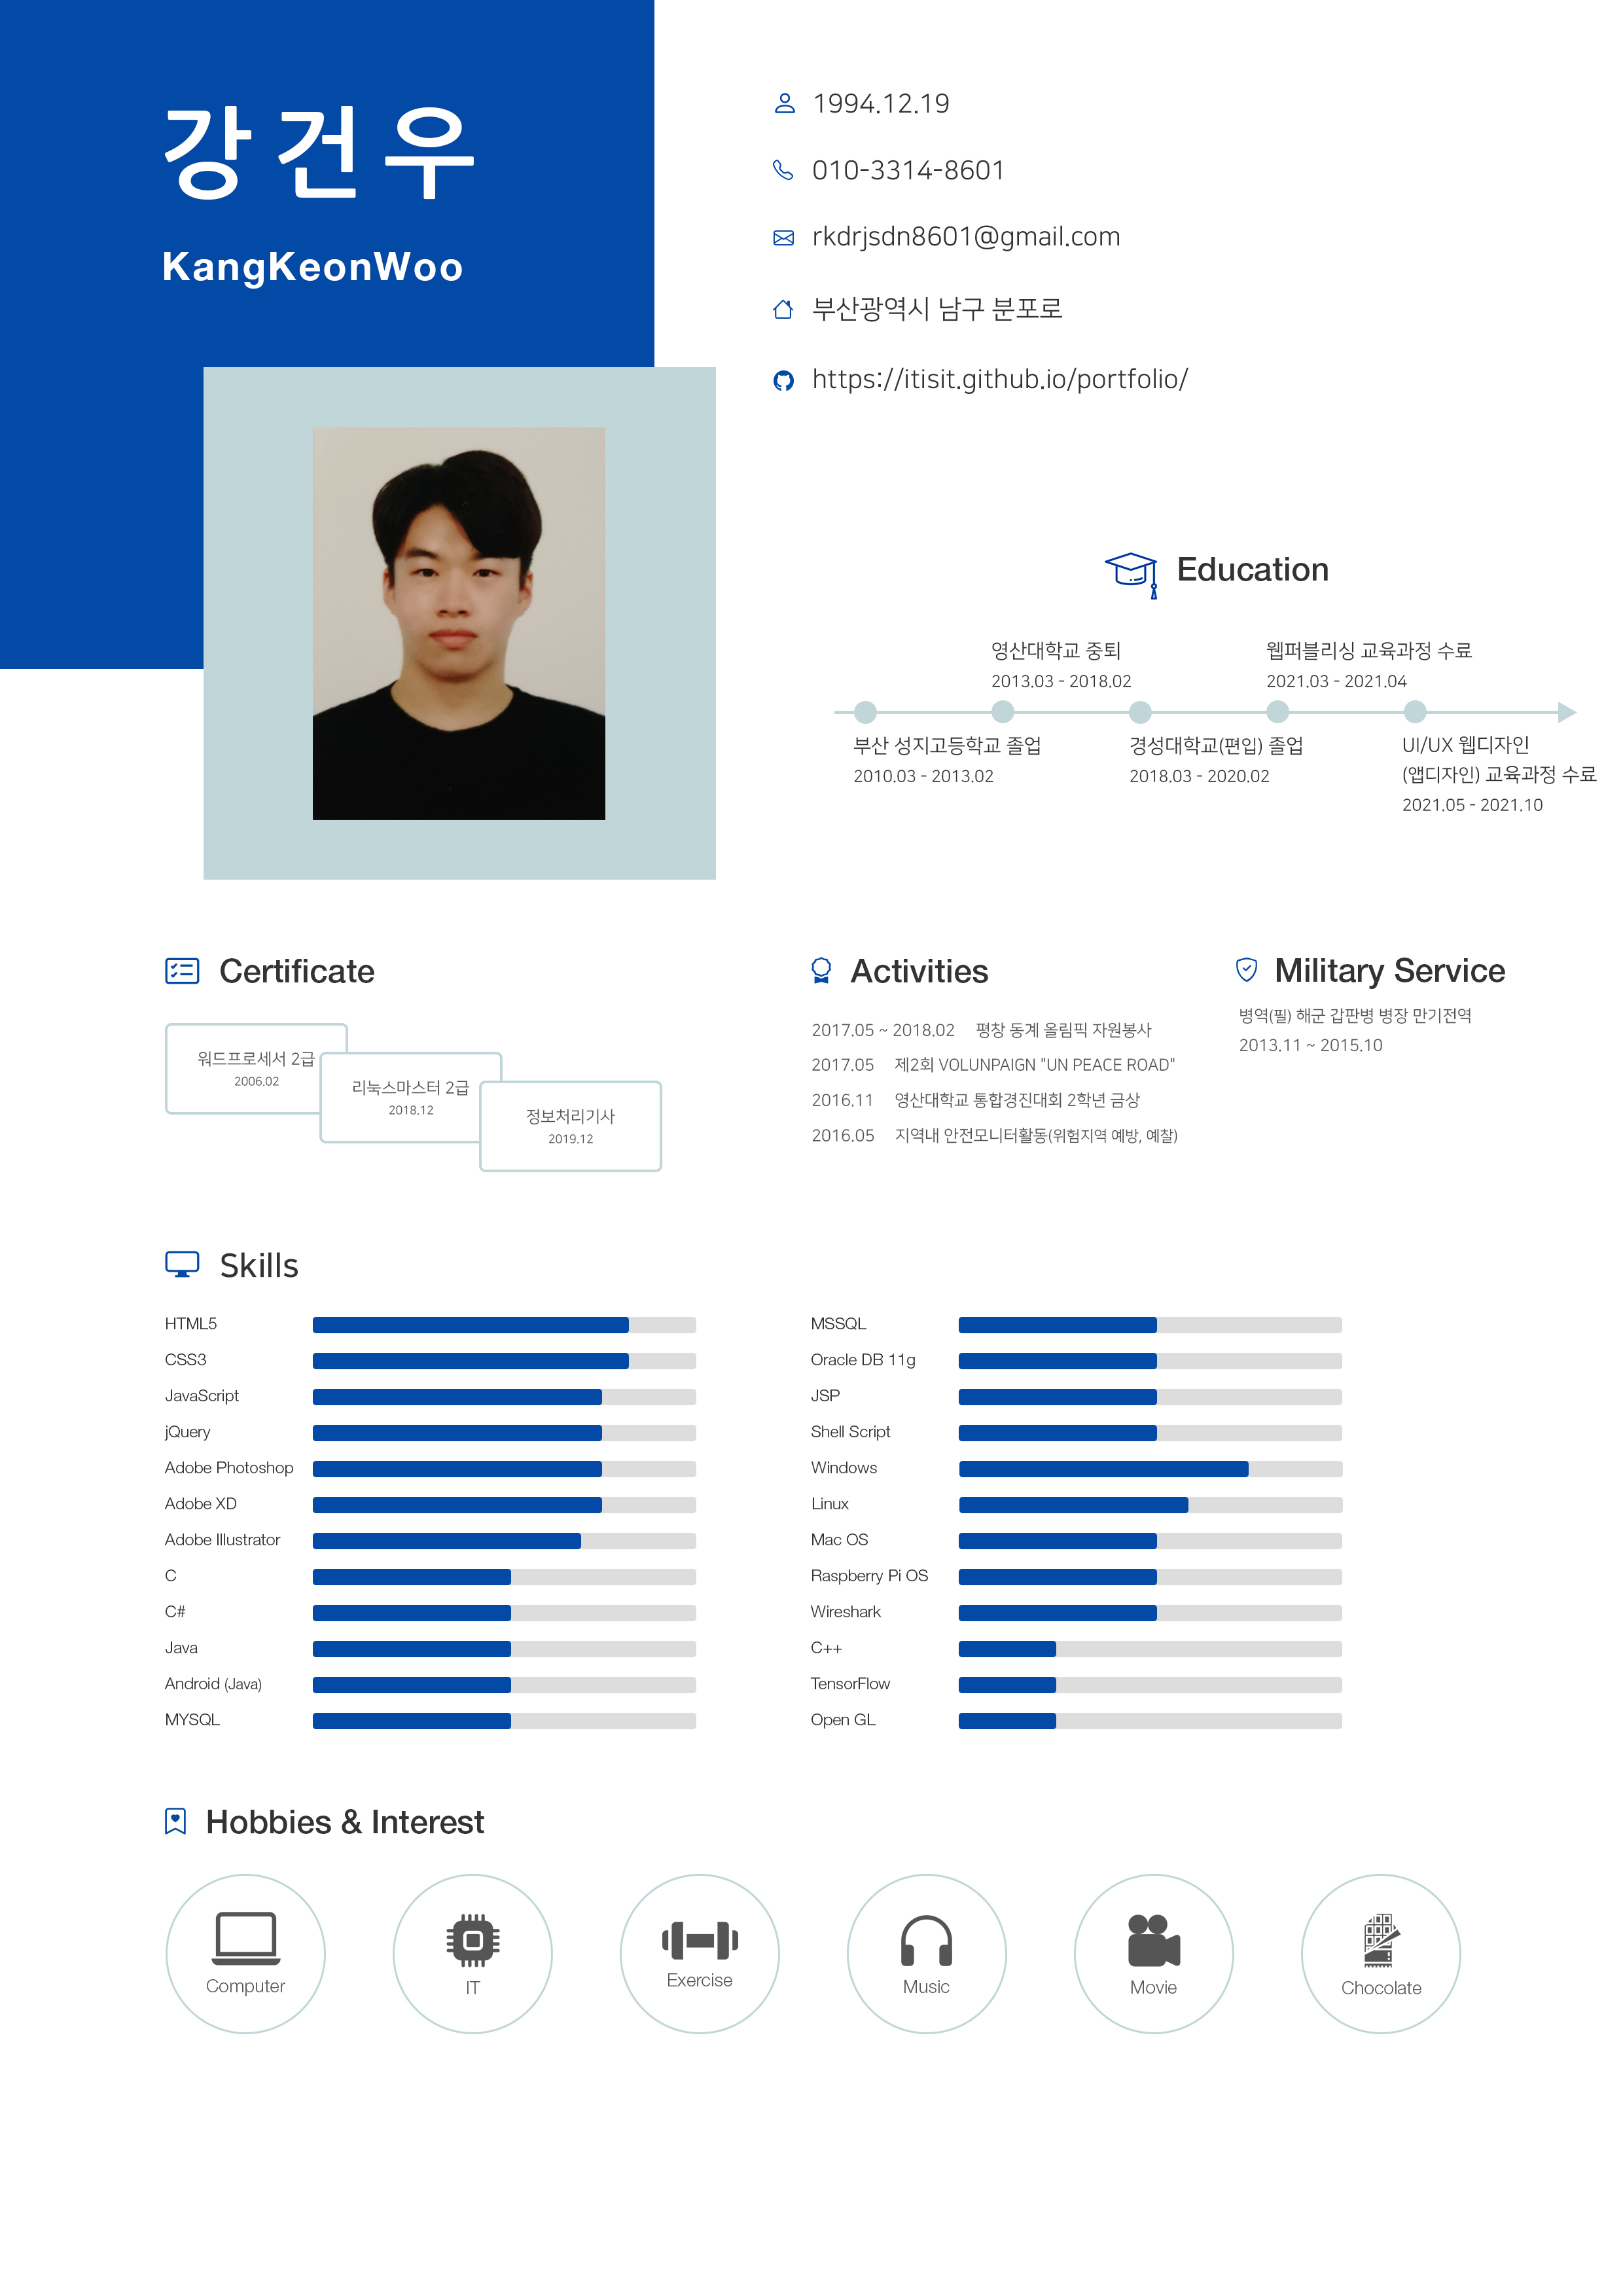 강건우
KangKeonWoo
1994.12.19
010-3314-8601
rkdrjsdn8601@gmail.com
부산광역시 남구 분포로
https://itisit.github.io/portfolio/
Education
영산대학교 중퇴
2013.03 - 2018.02
웹퍼블리싱 교육과정 수료
2021.03 - 2021.04
부산 성지고등학교 졸업
2010.03 - 2013.02
경성대학교(편입) 졸업
2018.03 - 2020.02
UI/UX 웹디자인
(앱디자인) 교육과정 수료
2021.05 - 2021.10
Certificate
워드프로세서 2급
2006.02
리눅스마스터 2급
2018.12
정보처리기사
2019.12
Activities
2017.05 ~ 2018.02 평창 동계 올림픽 자원봉사
2017.05 제2회 VOLUNPAIGN "UN PEACE ROAD"
2016.11 영산대학교 통합경진대회 2학년 금상
2016.05 지역내 안전모니터활동(위험지역 예방, 예찰)
Military Service
병역(필) 해군 갑판병 병장 만기전역
2013.11 ~ 2015.10
Skills
HTML5
CSS3
JavaScript
jQuery
Adobe Photoshop
Adobe XD
Adobe Illustrator
C
C#
Java
Android (Java)
MYSQL
MSSQL
Oracle DB 11g
JSP
Shell Script
Windows
Linux
Mac OS
Raspberry Pi OS
Wireshark
C++
TensorFlow
Open GL
Hobbies & Interest
Computer
IT
Exercise
Music
Movie
Chocolate